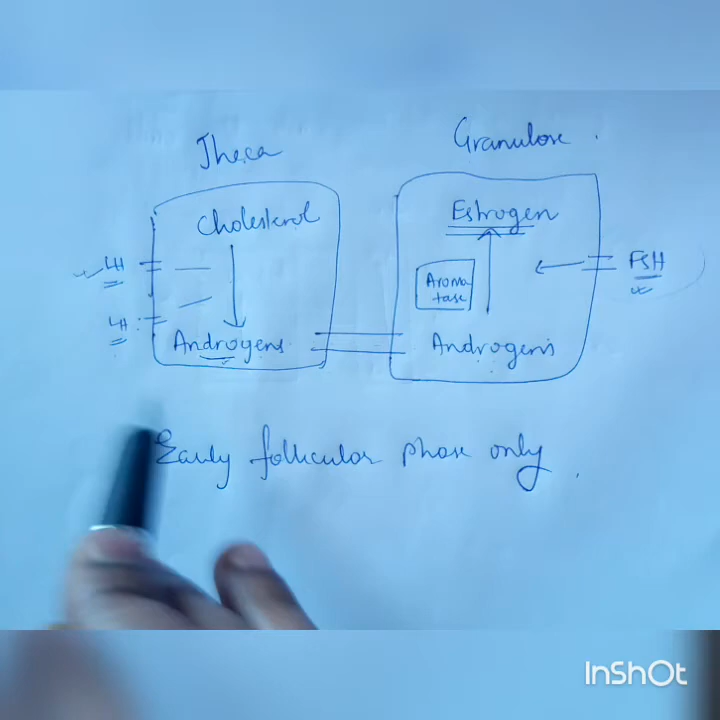 Theca
Granulosa
Cholesterol
LH
LH
Androgens
Estrogen
Aroma
tase
Androgens
FSH
Early follicular phase only.
InShOt